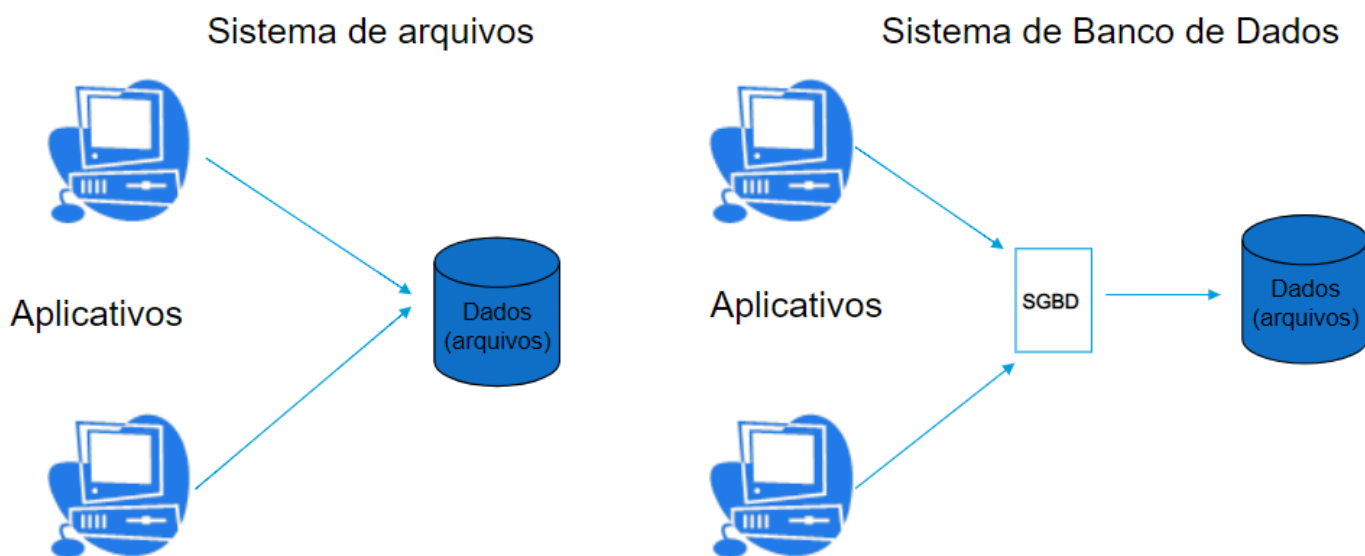 Sistema de arquivos
Aplicativos
Dados
(arquivos)
Sistema de Banco de Dados
Aplicativos
SGBD
Dados
(arquivos)